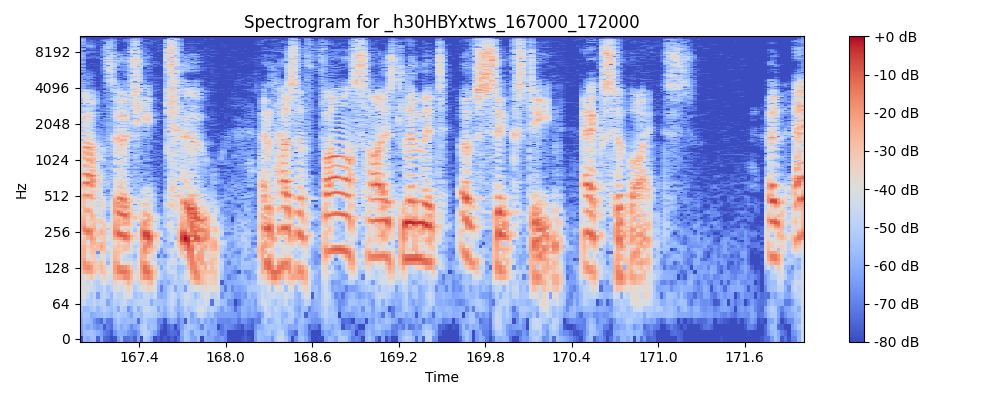 Spectrogram for _h30HBYxtws_167000_172000
8192
4096
2048
1024
512
256
128
64
0
Hz
167.4 168.0 168.6 169.2 169.8 170.4 171.0 171.6
Time
+0 dB
-10 dB
-20 dB
-30 dB
-40 dB
-50 dB
-60 dB
-70 dB
-80 dB